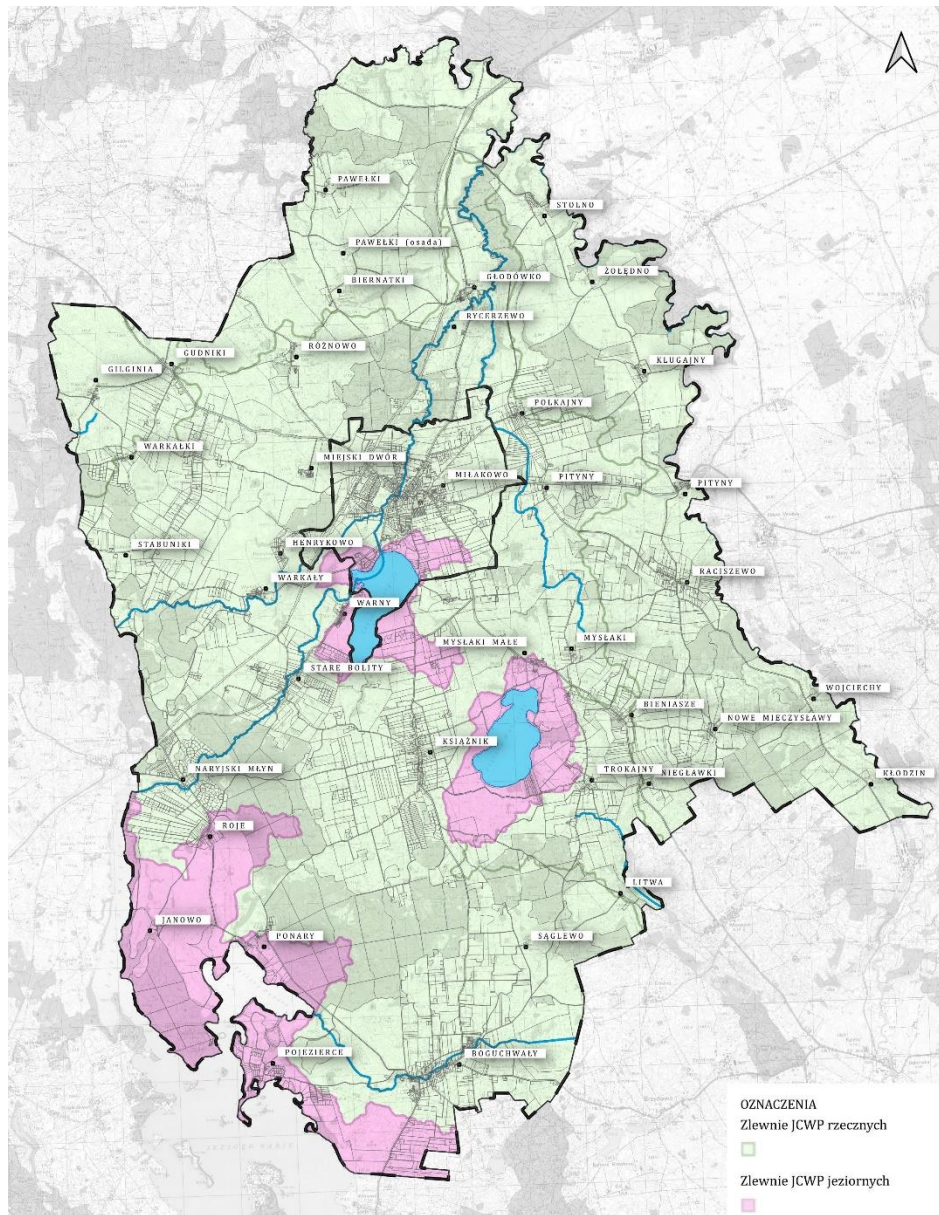 PAWEŁKI
STOLNO
PAWEŁKI (osada)
ŻOŁĘDNO
GŁODÓWKO
BIERNATKI
RYCERZEWO
RÓŻNOWO
GUDNIKI
KLUGAJNY
GILGINIA
POLKAJNY
WARKAŁKI
MIEJSKI DWÓR
MIŁAKOWO
PITYNY
PITYNY
HENRYKOWO
STABUNIKI
RACISZEWO
WARKAŁY
WARNY
MYSŁAKI MAŁE
MYSŁAKI
STARE BOLITY
WOJCIECHY
BIENIASZE
NOWE MIECZYSŁAWY
KSIĄŻNIK
NARYJSKI MŁYN
TROKAJNY
NIEGŁAWKI
KŁODZIN
ROJE
LITWA
JANOWO
PONARY
SĄGLEWO
POJEZIERCE
BOGUCHWAŁY
OZNACZENIA
Zlewnie JCWP rzecznych
Zlewnie JCWP jeziornych